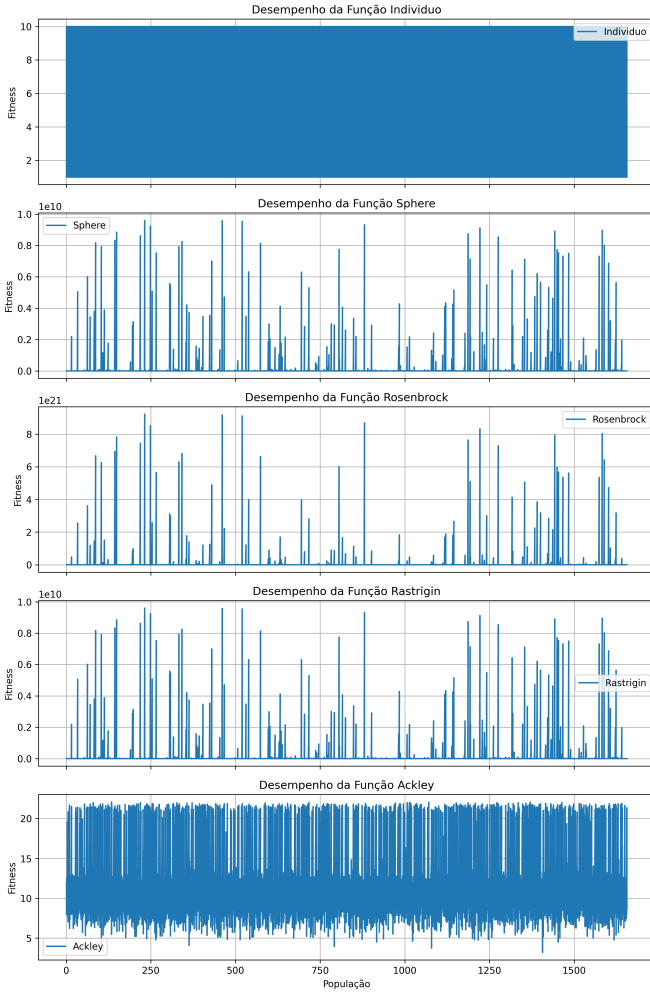 Desempenho da Função Individuo
10
8
6
4
2
Fitness
Individuo
Desempenho da Função Sphere
1e10
1.0
0.8
0.6
0.4
0.2
0.0
Fitness
Sphere
Desempenho da Função Rosenbrock
1e21
8
6
4
2
0
Fitness
Rosenbrock
Desempenho da Função Rastrigin
1e10
1.0
0.8
0.6
0.4
0.2
0.0
Fitness
Rastrigin
Desempenho da Função Ackley
20
15
10
5
Fitness
Ackley
0 250 500 750 1000 1250 1500
População